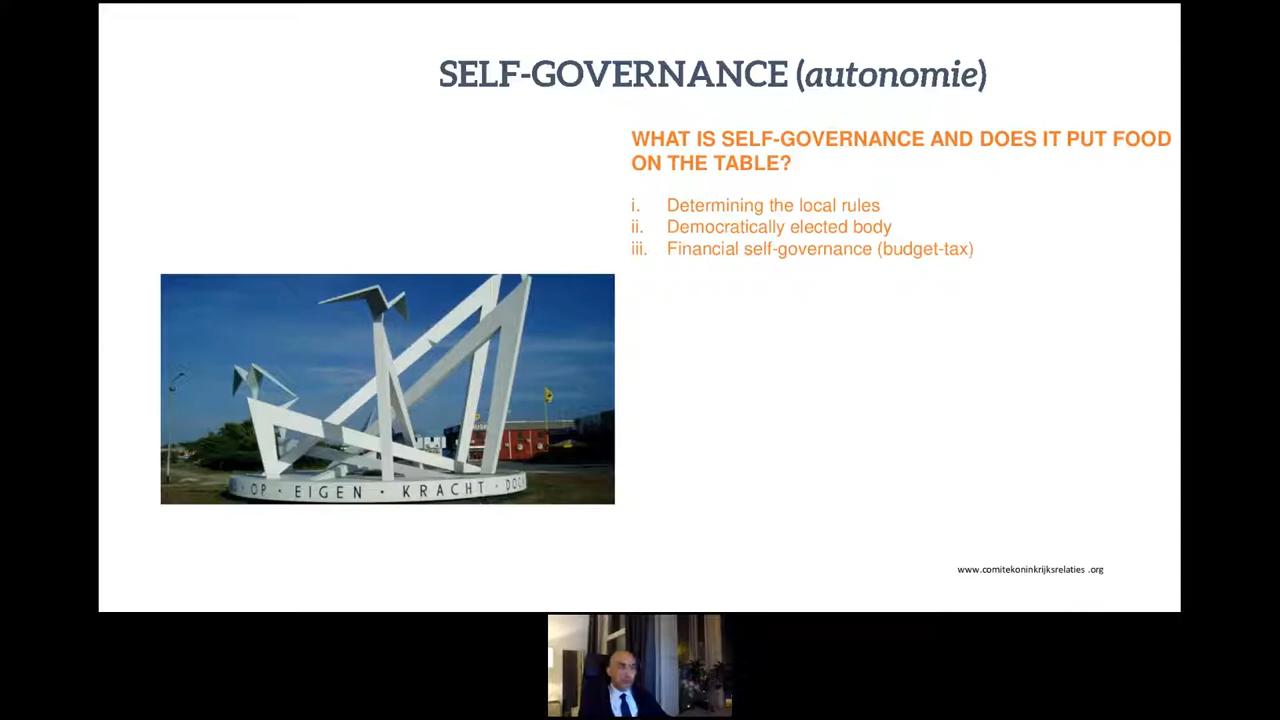 SELF-GOVERNANCE (autonomie)
WHAT IS SELF-GOVERNANCE AND DOES IT PUT FOOD
ON THE TABLE?
i. Determining the local rules
ii. Democratically elected body
iii. Financial self-governance (budget-tax)
OP · EIGEN · KRACHT ·
www.comitekoninkrijksrelaties .org